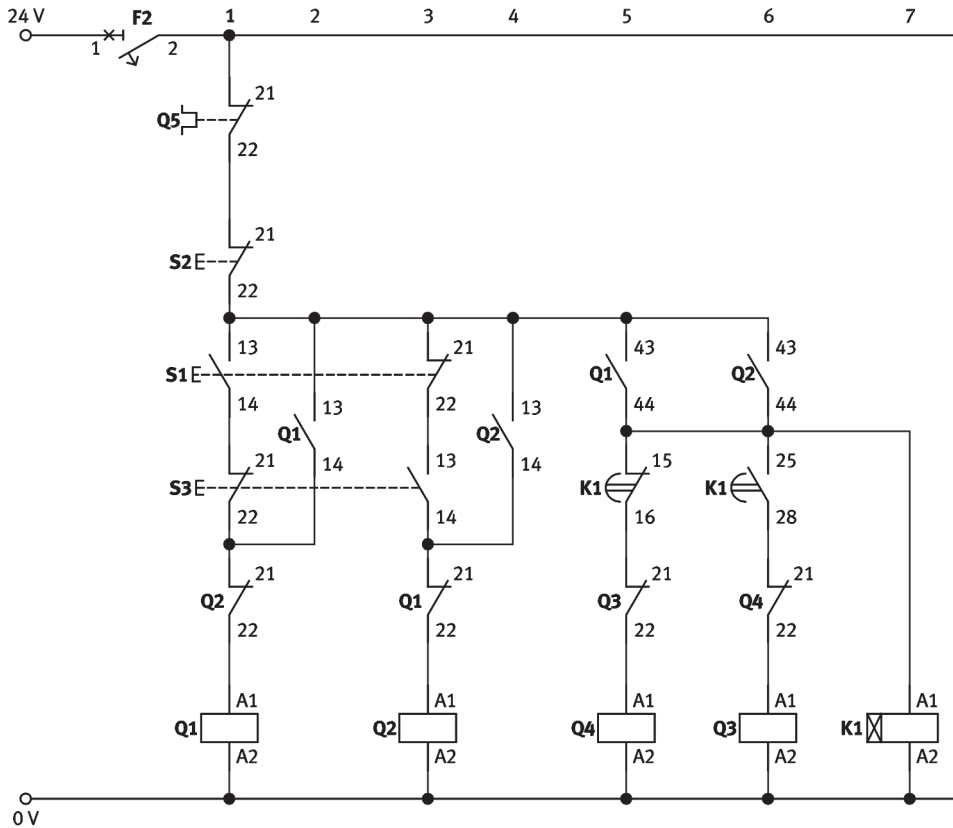 24 V F2 1 2 3 4 5 6 7
1 2
21
Q5
22
21
S2
22
13 21 43 43
S1 Q1 Q2
14 22 44 44
13 13
Q1 Q2
21 14 13 14 15 25
S3 K1 K1
22 14 16 28
21 21 21 21
Q2 Q1 Q3 Q4
22 22 22 22
A1 A1 A1 A1 A1
Q1 Q2 Q4 Q3 K1
A2 A2 A2 A2 A2
0 V